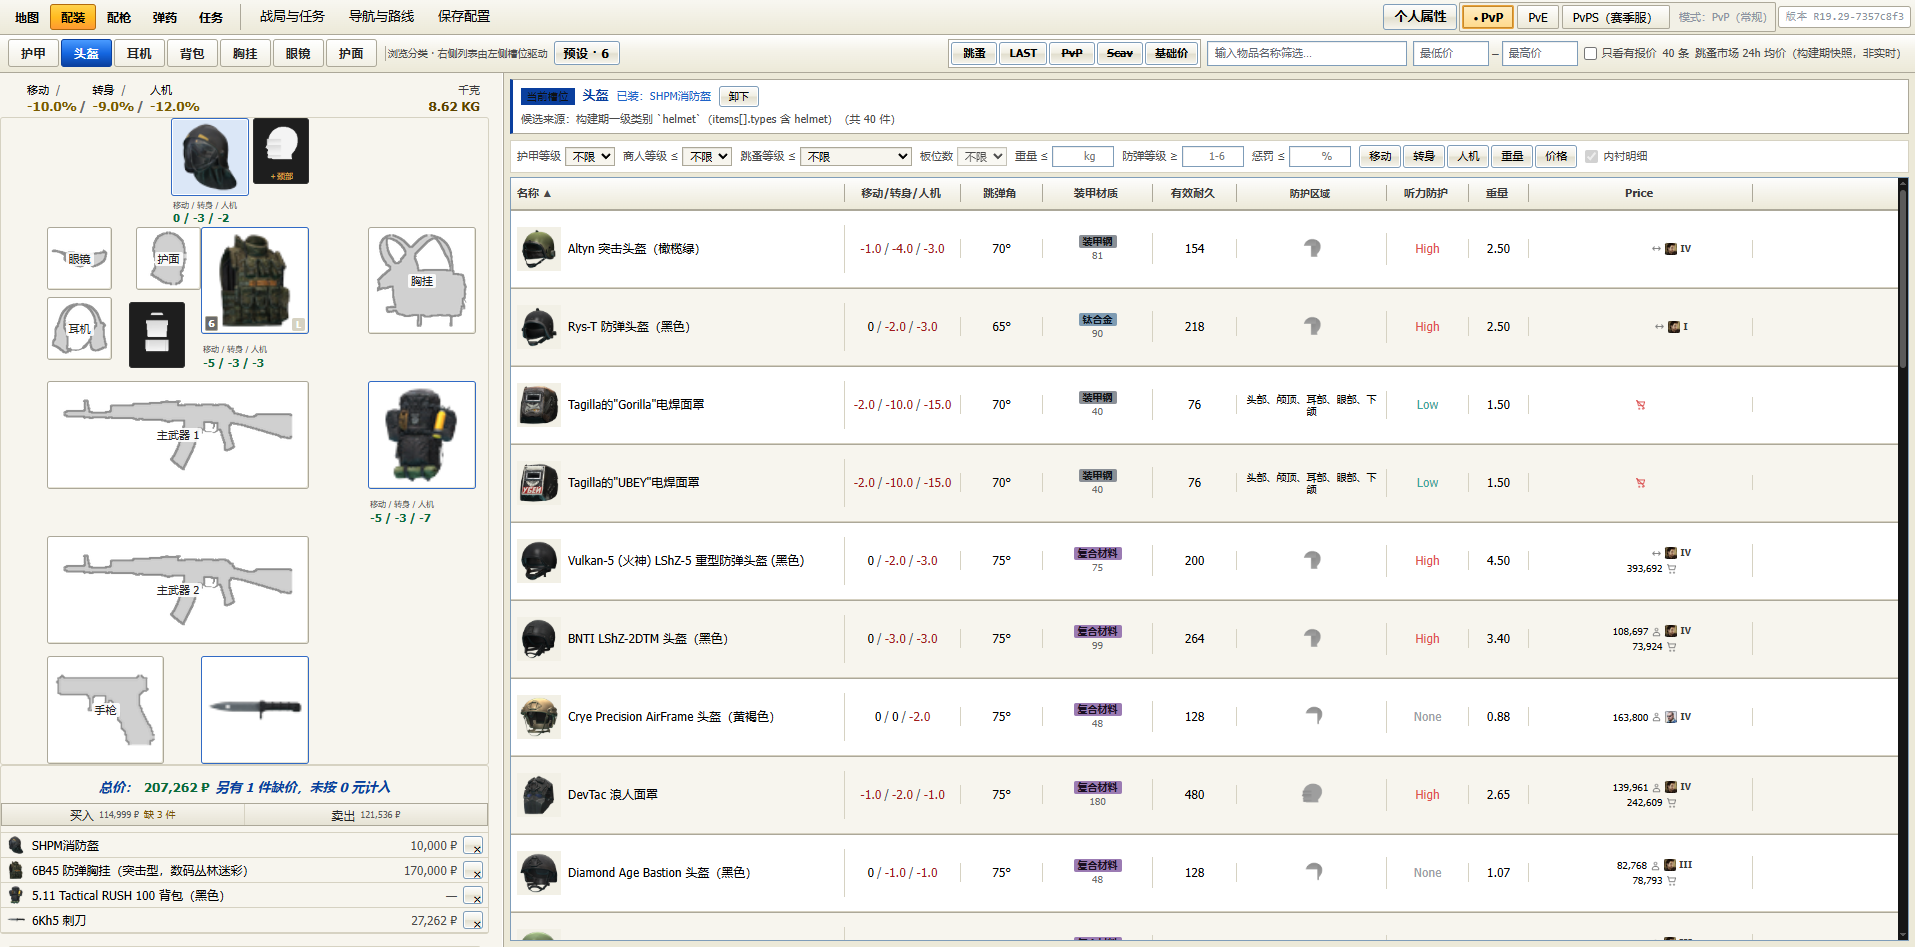 地图 配装 配枪 弹药 任务 战局与任务 导航与路线 保存配置 个人属性 • PvP PvE PvPS（赛季服） 模式：PvP（常规） 版本 R19.29-7357c8f3
护甲 头盔 耳机 背包 胸挂 眼镜 护面 浏览分类 · 右侧列表由左侧槽位驱动 预设 · 6 跳蚤 LAST PvP Scav 基础价 输入物品名称筛选... 最低价 – 最高价 只看有报价 40 条 跳蚤市场 24h 均价（构建期快照，非实时）
移动 / 转身 / 人机 千克
-10.0% / -9.0% / -12.0% 8.62 KG
+颈部
移动 / 转身 / 人机
0 / -3 / -2
眼镜 护面 胸挂
耳机 6 L
移动 / 转身 / 人机
-5 / -3 / -3
主武器 1
移动 / 转身 / 人机
-5 / -3 / -7
主武器 2
手枪
总价： 207,262 ₽ 另有 1 件缺价，未按 0 元计入
买入 114,999 ₽ 缺 3 件 卖出 121,536 ₽
SHPM消防盔 10,000 ₽ ×
6B45 防弹胸挂（突击型，数码丛林迷彩） 170,000 ₽ ×
5.11 Tactical RUSH 100 背包（黑色） — ×
6Kh5 刺刀 27,262 ₽ ×
当前槽位 头盔 已装：SHPM消防盔 卸下
候选来源：构建期一级类别 `helmet`（items[].types 含 helmet）（共 40 件）
护甲等级 不限 商人等级 ≤ 不限 跳蚤等级 ≤ 不限 板位数 不限 重量 ≤ kg 防弹等级 ≥ 1-6 惩罚 ≤ % 移动 转身 人机 重量 价格 内衬明细
名称 ▲ 移动/转身/人机 跳弹角 装甲材质 有效耐久 防护区域 听力防护 重量 Price
Altyn 突击头盔（橄榄绿） -1.0 / -4.0 / -3.0 70° 装甲钢 81 154 High 2.50 ↔ IV
Rys-T 防弹头盔（黑色） 0 / -2.0 / -3.0 65° 钛合金 90 218 High 2.50 ↔ I
Tagilla的"Gorilla"电焊面罩 -2.0 / -10.0 / -15.0 70° 装甲钢 40 76 头部、颅顶、耳部、眼部、下颌 Low 1.50
Tagilla的"UBEY"电焊面罩 -2.0 / -10.0 / -15.0 70° 装甲钢 40 76 头部、颅顶、耳部、眼部、下颌 Low 1.50
Vulkan-5 (火神) LShZ-5 重型防弹头盔 (黑色) 0 / -2.0 / -3.0 75° 复合材料 75 200 High 4.50 ↔ IV 393,692
BNTI LShZ-2DTM 头盔（黑色） 0 / -3.0 / -3.0 75° 复合材料 99 264 High 3.40 108,697 IV 73,924
Crye Precision AirFrame 头盔（黄褐色） 0 / 0 / -2.0 75° 复合材料 48 128 None 0.88 163,800 IV
DevTac 浪人面罩 -1.0 / -2.0 / -1.0 75° 复合材料 180 480 High 2.65 139,961 IV 242,609
Diamond Age Bastion 头盔（黑色） 0 / -1.0 / -1.0 75° 复合材料 48 128 None 1.07 82,768 III 78,793